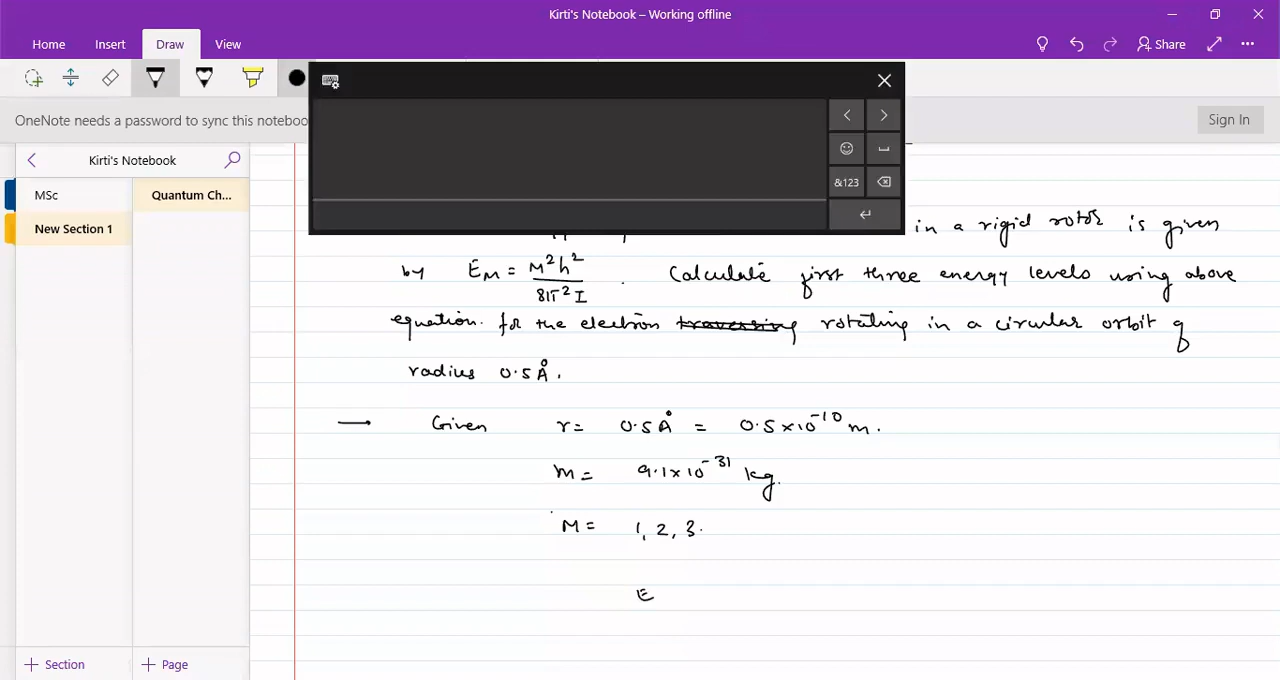 Kirti's Notebook – Working offline
Home Insert Draw View
Share
OneNote needs a password to sync this noteboo
Sign In
Kirti's Notebook
MSc
Quantum Ch...
New Section 1
&123
in a rigid rotor is given
by E_M = M²h² / 8π²I . Calculate first three energy levels using above
equation. for the electron traversing rotating in a circular orbit of
radius 0.5 Å.
→ Given r = 0.5 Å = 0.5 × 10⁻¹⁰ m.
m = 9.1 × 10⁻³¹ kg.
M = 1, 2, 3.
E
Section
Page